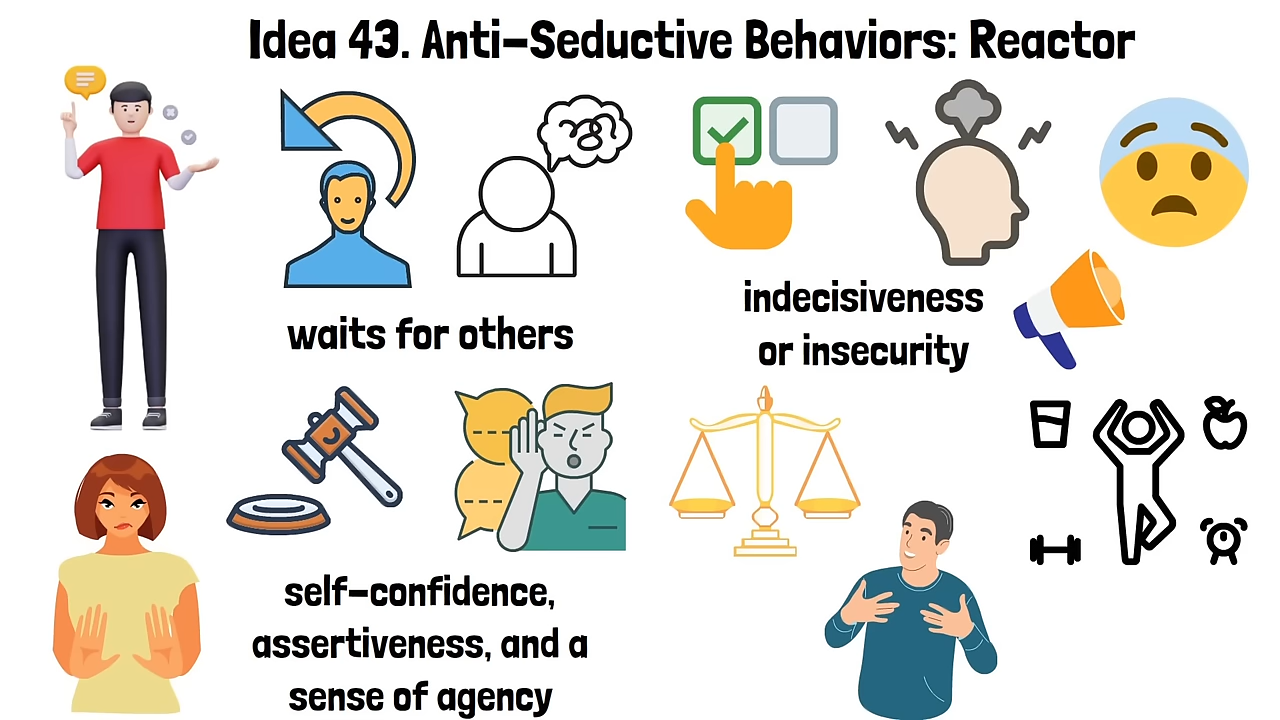 Idea 43. Anti-Seductive Behaviors: Reactor
waits for others
indecisiveness
or insecurity
self-confidence,
assertiveness, and a
sense of agency